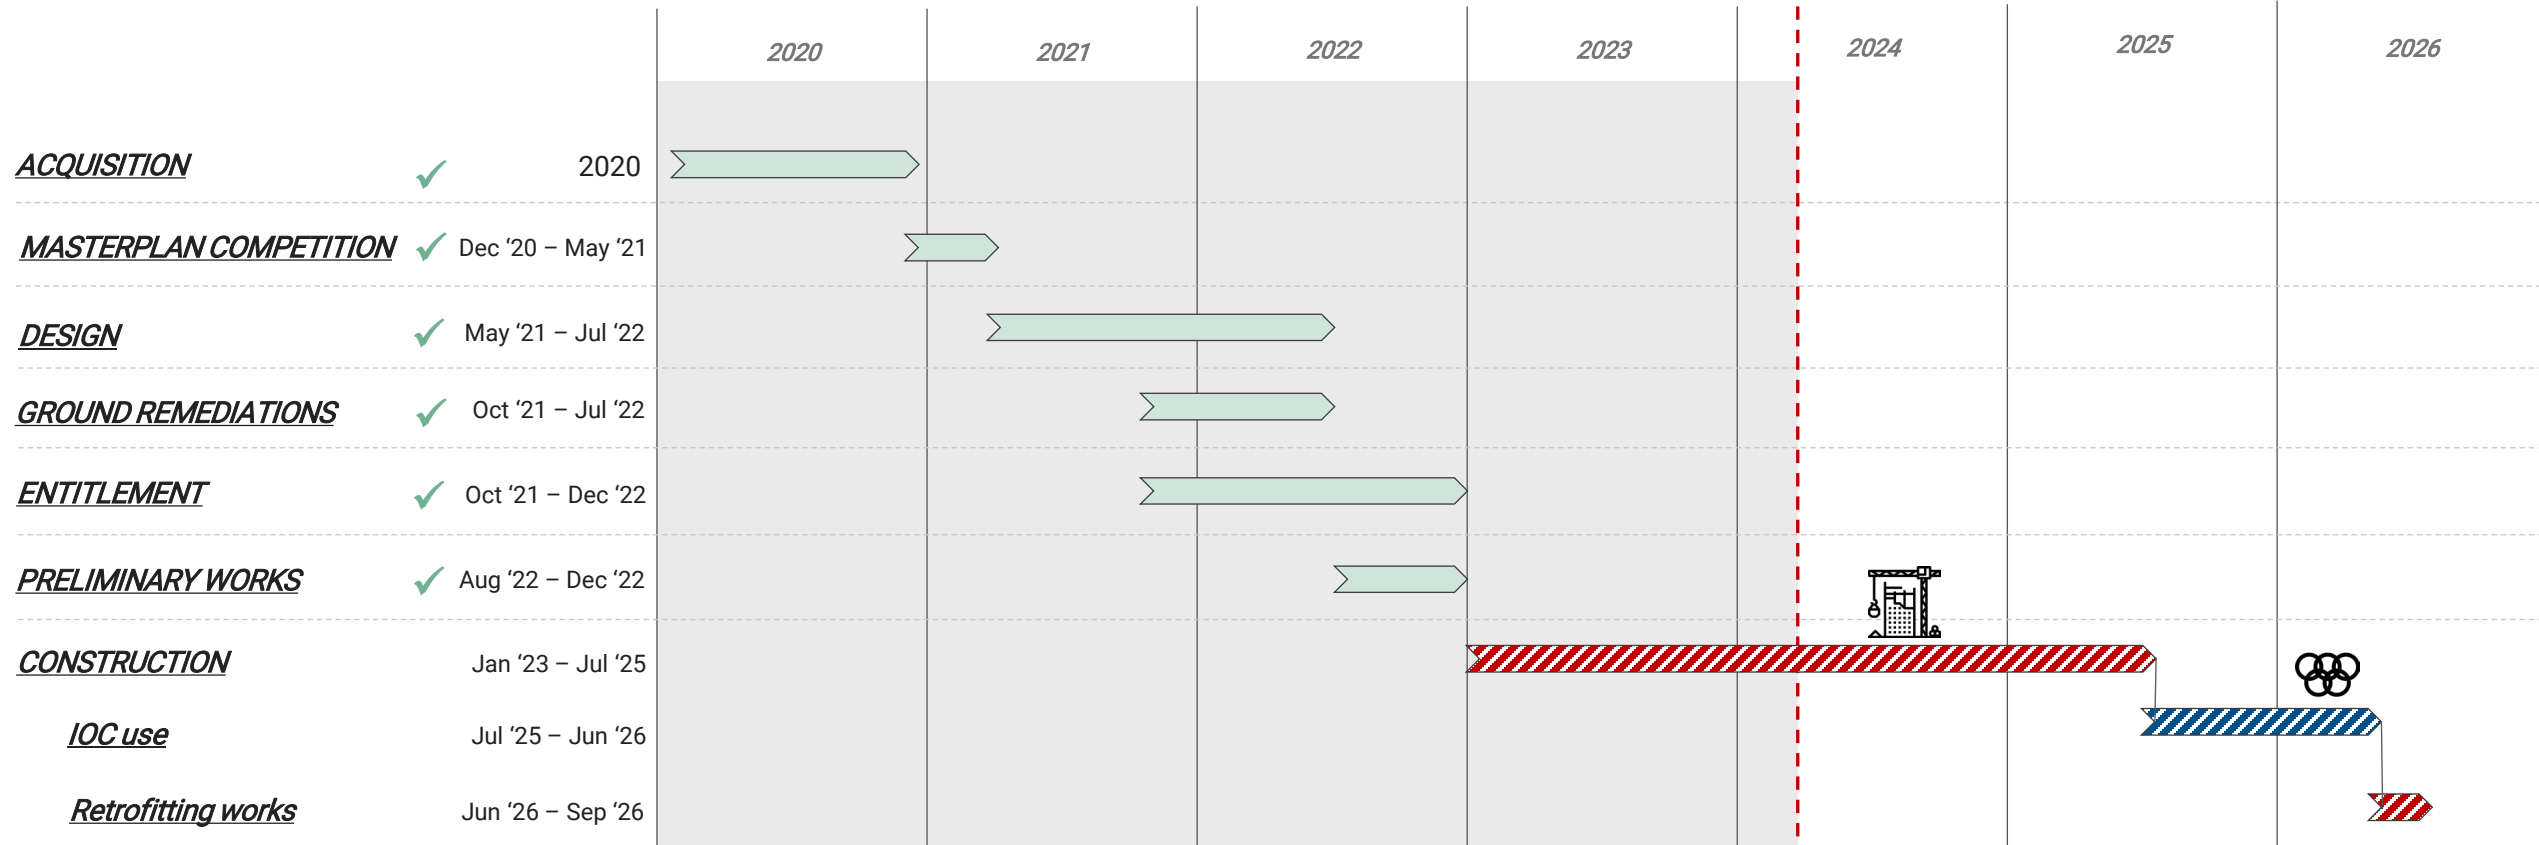 2020 2021 2022 2023 2024 2025 2026
ACQUISITION 2020
MASTERPLAN COMPETITION Dec ‘20 – May ‘21
DESIGN May ‘21 – Jul ‘22
GROUND REMEDIATIONS Oct ‘21 – Jul ‘22
ENTITLEMENT Oct ‘21 – Dec ‘22
PRELIMINARY WORKS Aug ‘22 – Dec ‘22
CONSTRUCTION Jan ‘23 – Jul ‘25
IOC use Jul ‘25 – Jun ‘26
Retrofitting works Jun ‘26 – Sep ‘26